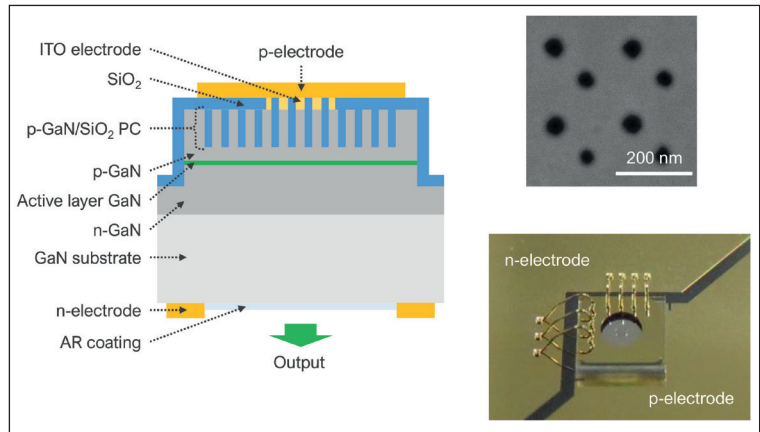 ITO electrode
p-electrode
SiO₂
p-GaN/SiO₂ PC
p-GaN
Active layer GaN
n-GaN
GaN substrate
n-electrode
AR coating
Output
200 nm
n-electrode
p-electrode